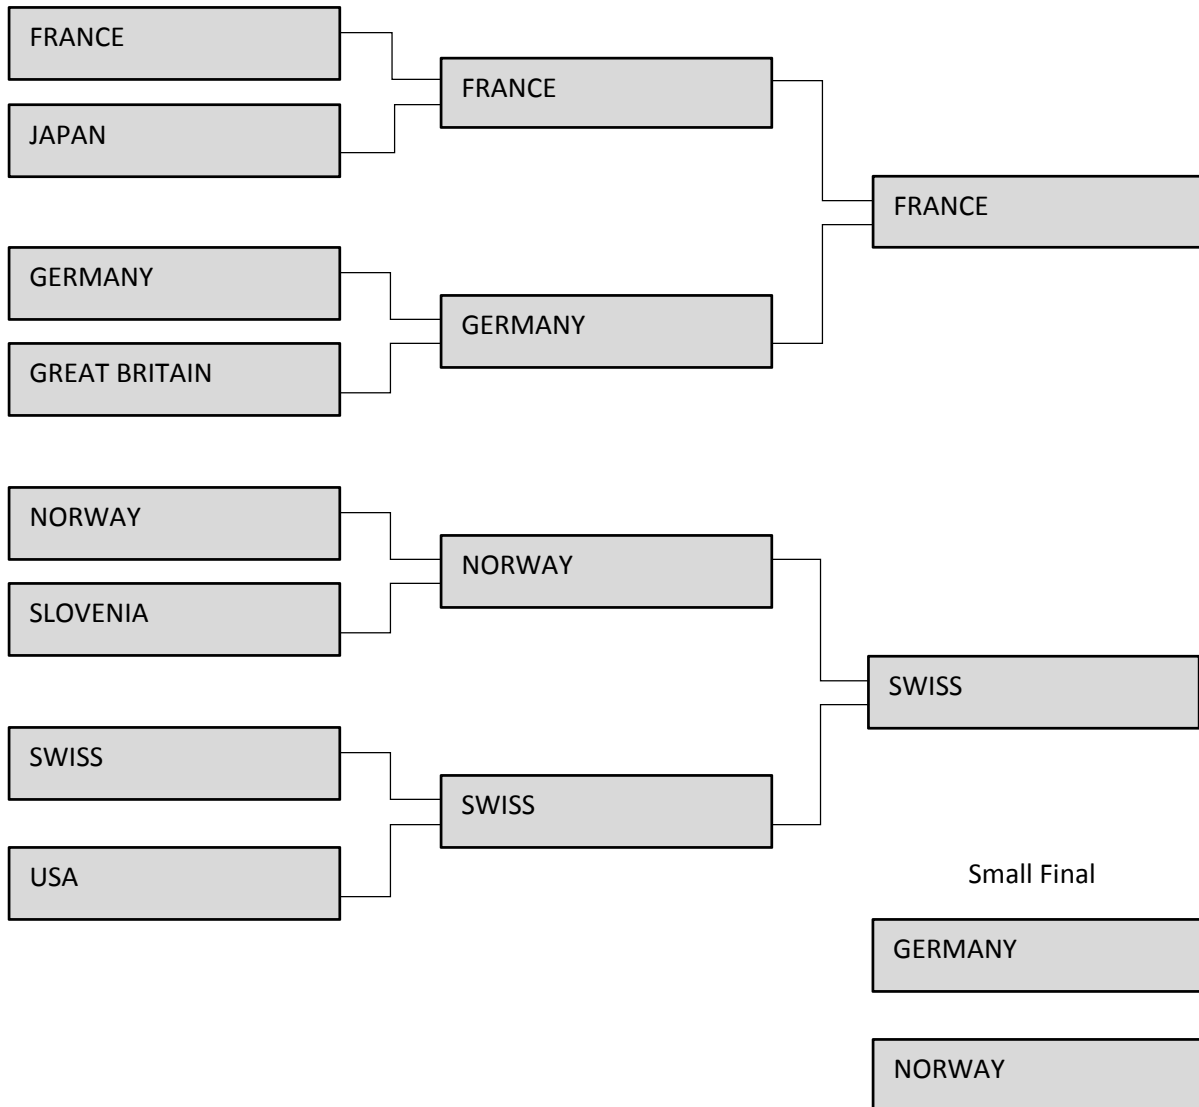 FRANCE
JAPAN
GERMANY
GREAT BRITAIN
NORWAY
SLOVENIA
SWISS
USA
FRANCE
GERMANY
NORWAY
SWISS
FRANCE
SWISS
Small Final
GERMANY
NORWAY